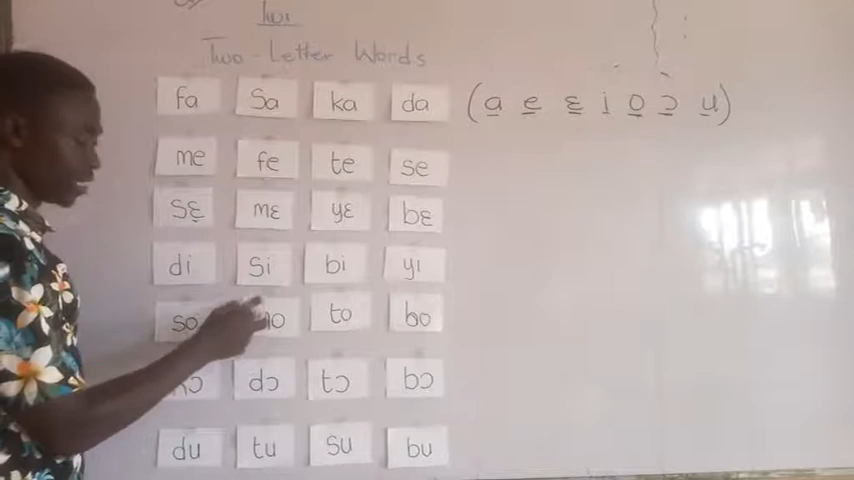 Twi
Two - Letter Words
fa sa ka da (a e ɛ i o ɔ u)
me fe te se
sɛ mɛ yɛ bɛ
di si bi yi
so to bo
dɔ tɔ bɔ
du tu su bu